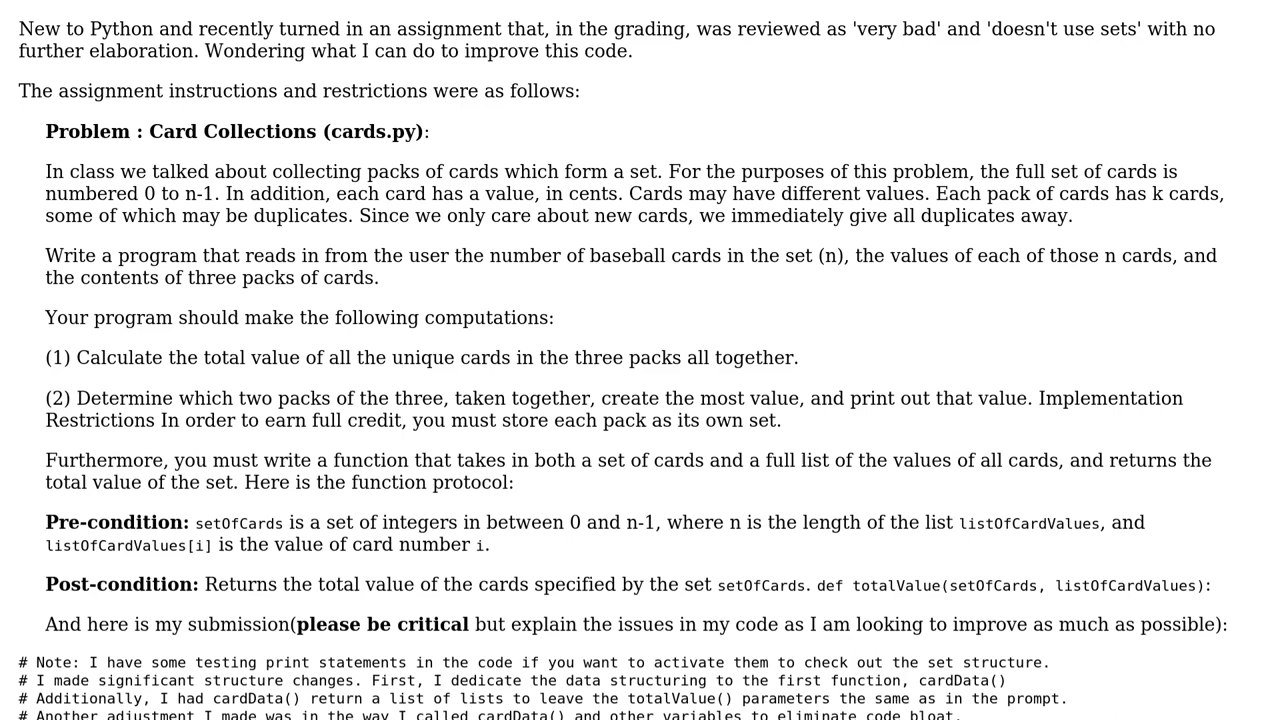 New to Python and recently turned in an assignment that, in the grading, was reviewed as 'very bad' and 'doesn't use sets' with no
further elaboration. Wondering what I can do to improve this code.
The assignment instructions and restrictions were as follows:
Problem : Card Collections (cards.py):
In class we talked about collecting packs of cards which form a set. For the purposes of this problem, the full set of cards is
numbered 0 to n-1. In addition, each card has a value, in cents. Cards may have different values. Each pack of cards has k cards,
some of which may be duplicates. Since we only care about new cards, we immediately give all duplicates away.
Write a program that reads in from the user the number of baseball cards in the set (n), the values of each of those n cards, and
the contents of three packs of cards.
Your program should make the following computations:
(1) Calculate the total value of all the unique cards in the three packs all together.
(2) Determine which two packs of the three, taken together, create the most value, and print out that value. Implementation
Restrictions In order to earn full credit, you must store each pack as its own set.
Furthermore, you must write a function that takes in both a set of cards and a full list of the values of all cards, and returns the
total value of the set. Here is the function protocol:
Pre-condition: setOfCards is a set of integers in between 0 and n-1, where n is the length of the list listOfCardValues, and
listOfCardValues[i] is the value of card number i.
Post-condition: Returns the total value of the cards specified by the set setOfCards. def totalValue(setOfCards, listOfCardValues):
And here is my submission(please be critical but explain the issues in my code as I am looking to improve as much as possible):
# Note: I have some testing print statements in the code if you want to activate them to check out the set structure.
# I made significant structure changes. First, I dedicate the data structuring to the first function, cardData()
# Additionally, I had cardData() return a list of lists to leave the totalValue() parameters the same as in the prompt.
# Another adjustment I made was in the way I called cardData() and other variables to eliminate code bloat.